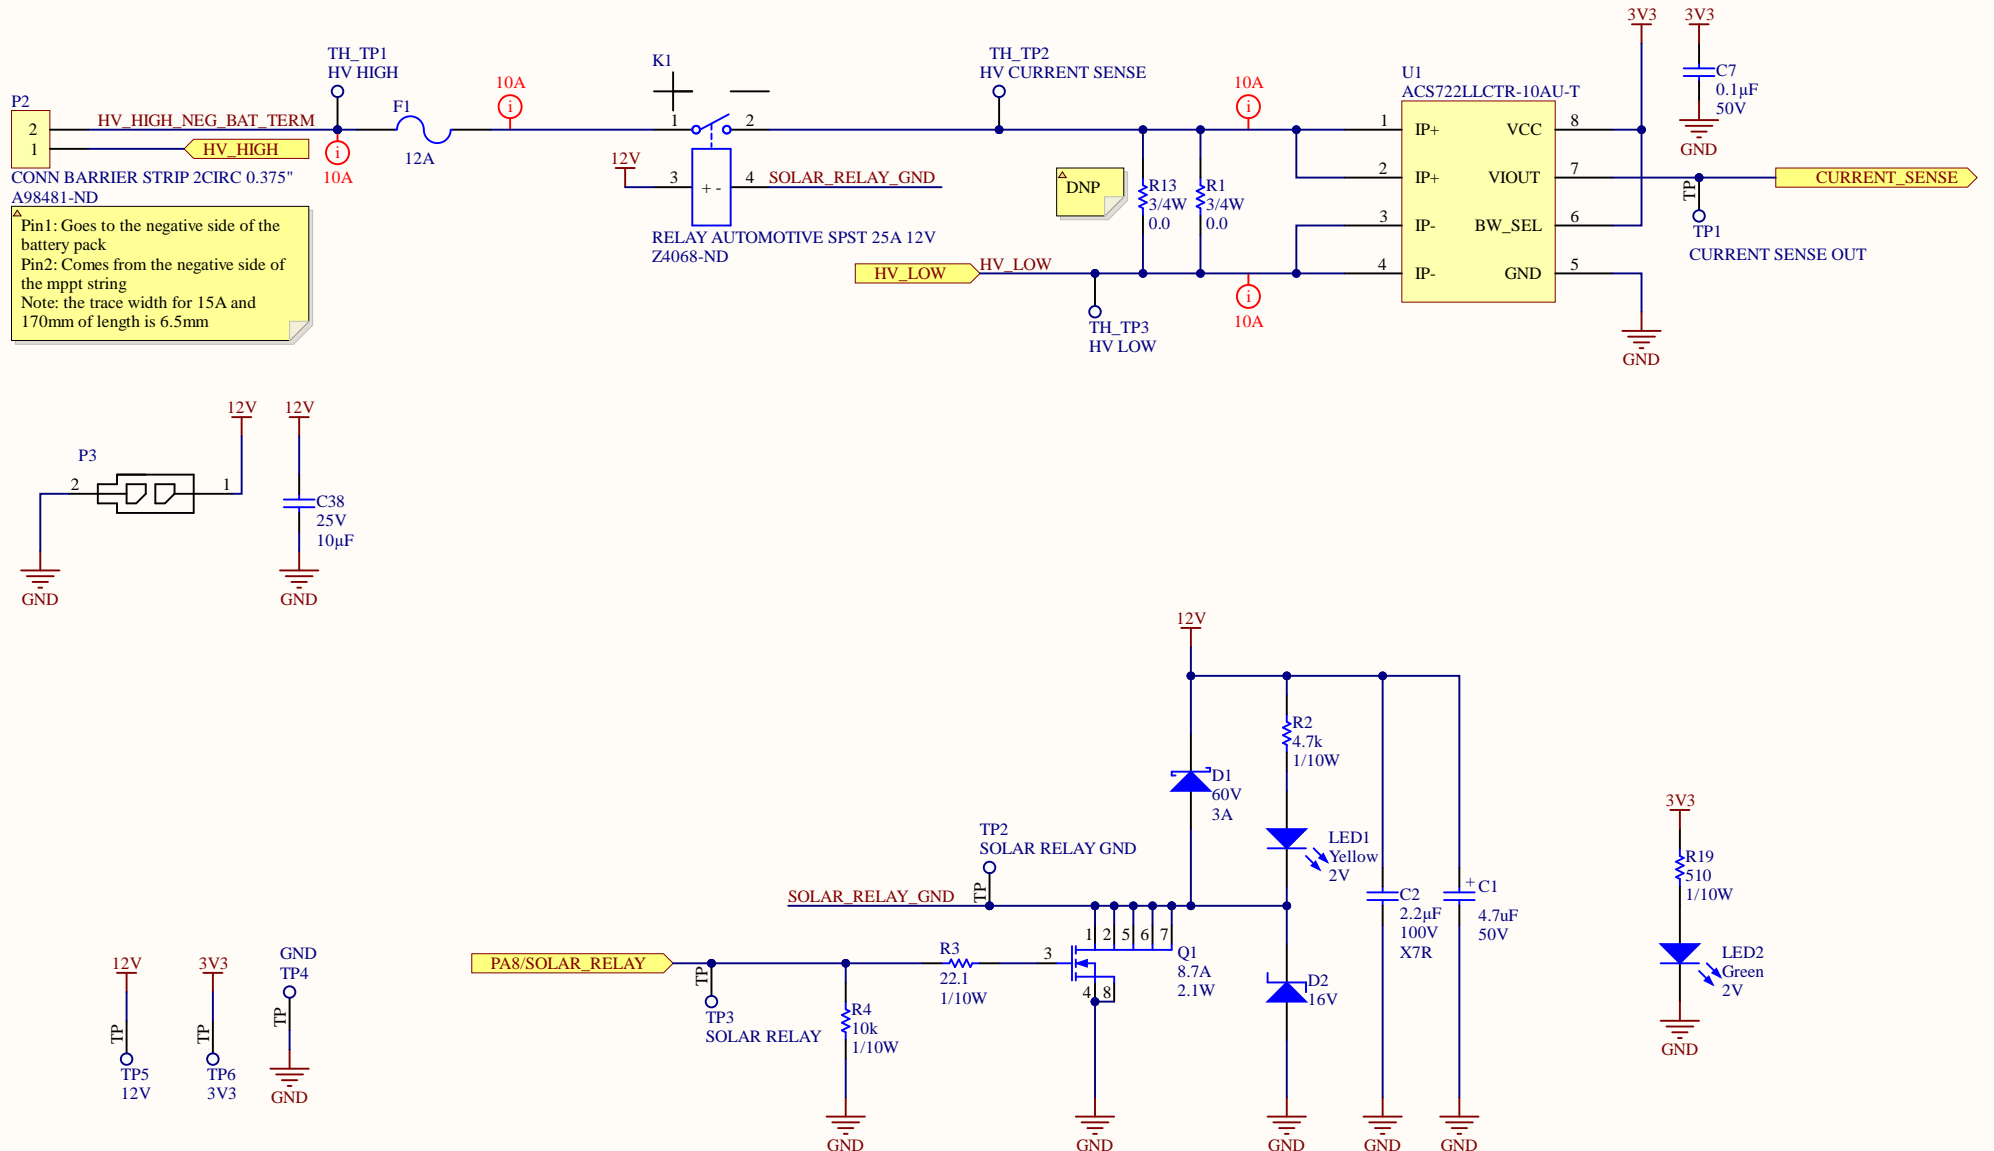 3V3
3V3
TH_TP1
HV HIGH
K1
TH_TP2
HV CURRENT SENSE
U1
ACS722LLCTR-10AU-T
C7
0.1µF
50V
GND
P2
2
1
HV_HIGH_NEG_BAT_TERM
HV_HIGH
i
10A
F1
12A
10A
i
1
2
12V
3
+ -
4
SOLAR_RELAY_GND
RELAY AUTOMOTIVE SPST 25A 12V
Z4068-ND
CONN BARRIER STRIP 2CIRC 0.375"
A98481-ND
Pin1: Goes to the negative side of the
battery pack
Pin2: Comes from the negative side of
the mppt string
Note: the trace width for 15A and
170mm of length is 6.5mm
DNP
R13
3/4W
0.0
R1
3/4W
0.0
10A
i
1
IP+
VCC
8
2
IP+
VIOUT
7
3
IP-
BW_SEL
6
4
IP-
GND
5
CURRENT_SENSE
TP
TP1
CURRENT SENSE OUT
HV_LOW
HV_LOW
TH_TP3
HV LOW
i
10A
GND
12V
12V
P3
2
1
C38
25V
10µF
GND
GND
12V
R2
4.7k
1/10W
D1
60V
3A
LED1
Yellow
2V
TP2
SOLAR RELAY GND
TP
SOLAR_RELAY_GND
C2
2.2µF
100V
X7R
+
C1
4.7uF
50V
3V3
R19
510
1/10W
LED2
Green
2V
GND
1
2
5
6
7
PA8/SOLAR_RELAY
TP
TP3
SOLAR RELAY
R3
22.1
1/10W
3
4
8
Q1
8.7A
2.1W
R4
10k
1/10W
D2
16V
GND
GND
GND
GND
GND
12V
TP
TP5
12V
3V3
TP
TP6
3V3
GND
TP4
TP
GND